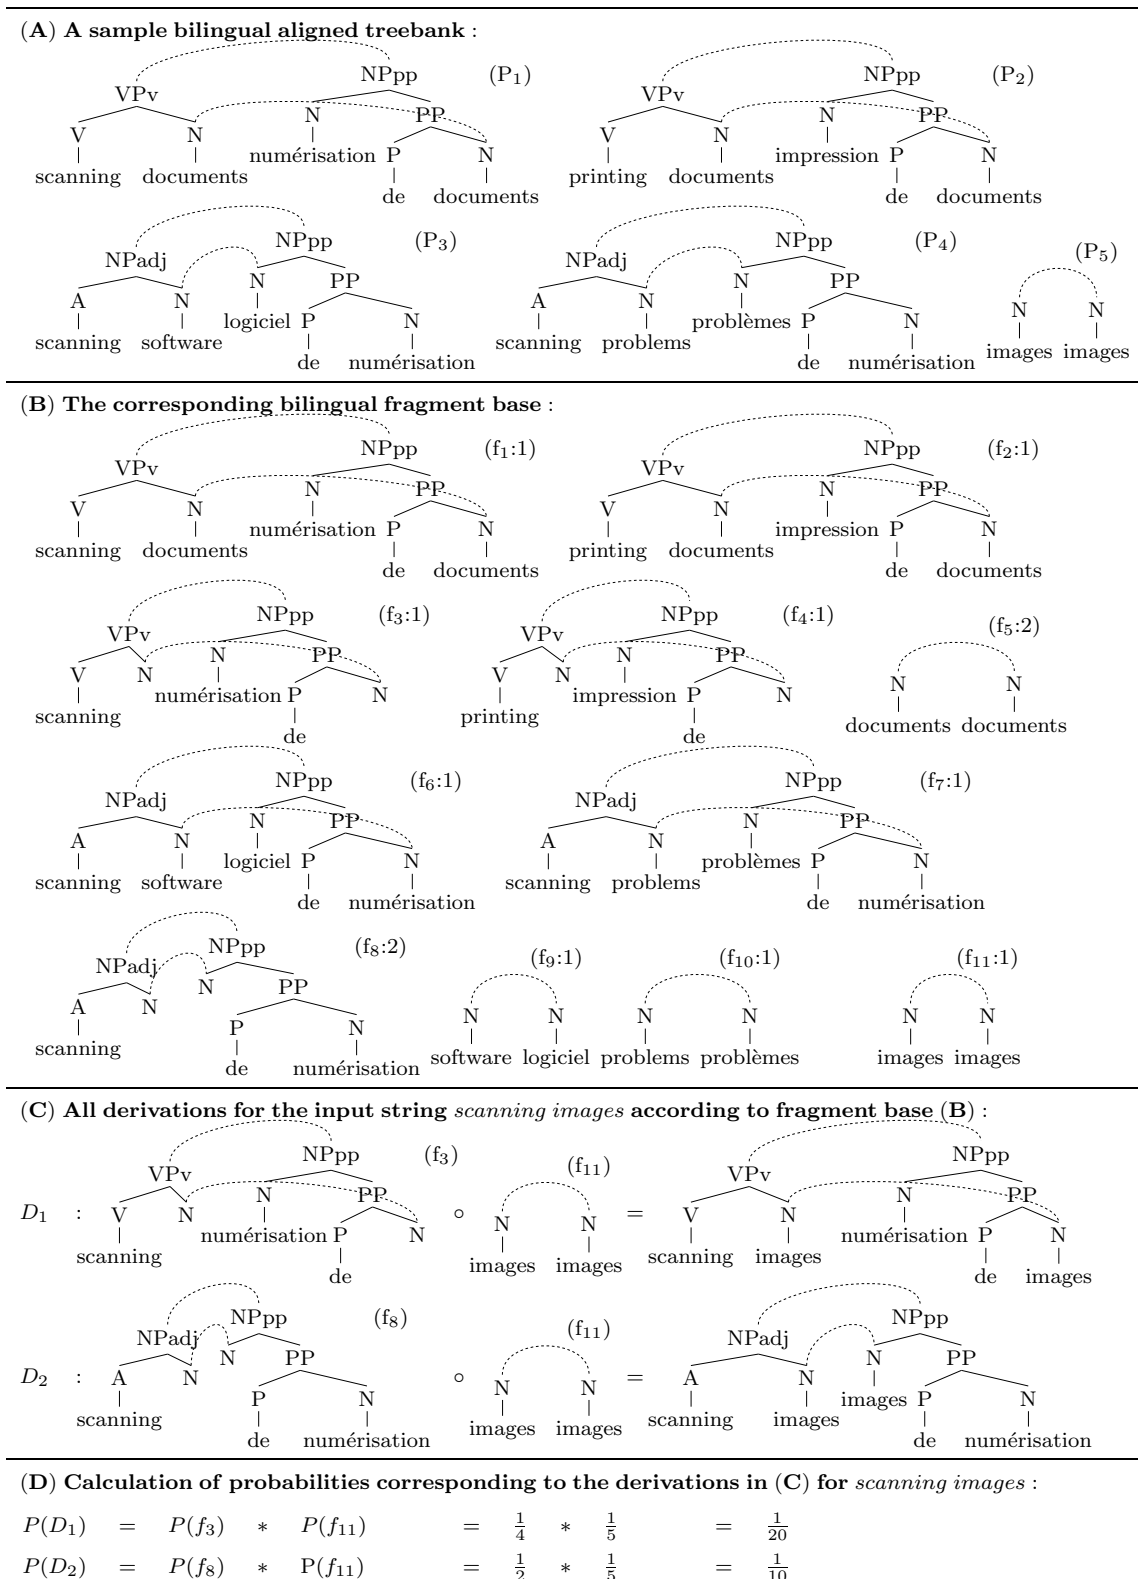 (A) A sample bilingual aligned treebank :
NPpp (P1) NPpp (P2)
VPv VPv
N PP N PP
V N V N
numérisation P N impression P N
scanning documents printing documents
de documents de documents
NPpp (P3) NPpp (P4) (P5)
NPadj NPadj
N PP N PP
A N A N N N
logiciel P N problèmes P N
scanning software scanning problems images images
de numérisation de numérisation
(B) The corresponding bilingual fragment base :
NPpp (f1:1) NPpp (f2:1)
VPv VPv
N PP N PP
V N V N
numérisation P N impression P N
scanning documents printing documents
de documents de documents
NPpp (f3:1) NPpp (f4:1) (f5:2)
VPv VPv
N PP N PP
V N V N N N
numérisation P N impression P N
scanning printing documents documents
de de
NPpp (f6:1) NPpp (f7:1)
NPadj NPadj
N PP N PP
A N A N
logiciel P N problèmes P N
scanning software scanning problems
de numérisation de numérisation
NPpp (f8:2) (f9:1) (f10:1) (f11:1)
NPadj
N PP
A N N N N N N N
P N
scanning software logiciel problems problèmes images images
de numérisation
(C) All derivations for the input string scanning images according to fragment base (B) :
NPpp (f3) (f11) NPpp
VPv VPv
N PP N PP
D1 : V N ∘ N N = V N
numérisation P N numérisation P N
scanning images images scanning images
de de images
NPpp (f8) (f11) NPpp
NPadj NPadj
N PP N PP
D2 : A N ∘ N N = A N
P N images P N
scanning images images scanning images
de numérisation de numérisation
(D) Calculation of probabilities corresponding to the derivations in (C) for scanning images :
P(D1) = P(f3) * P(f11) = 1/4 * 1/5 = 1/20
P(D2) = P(f8) * P(f11) = 1/2 * 1/5 = 1/10